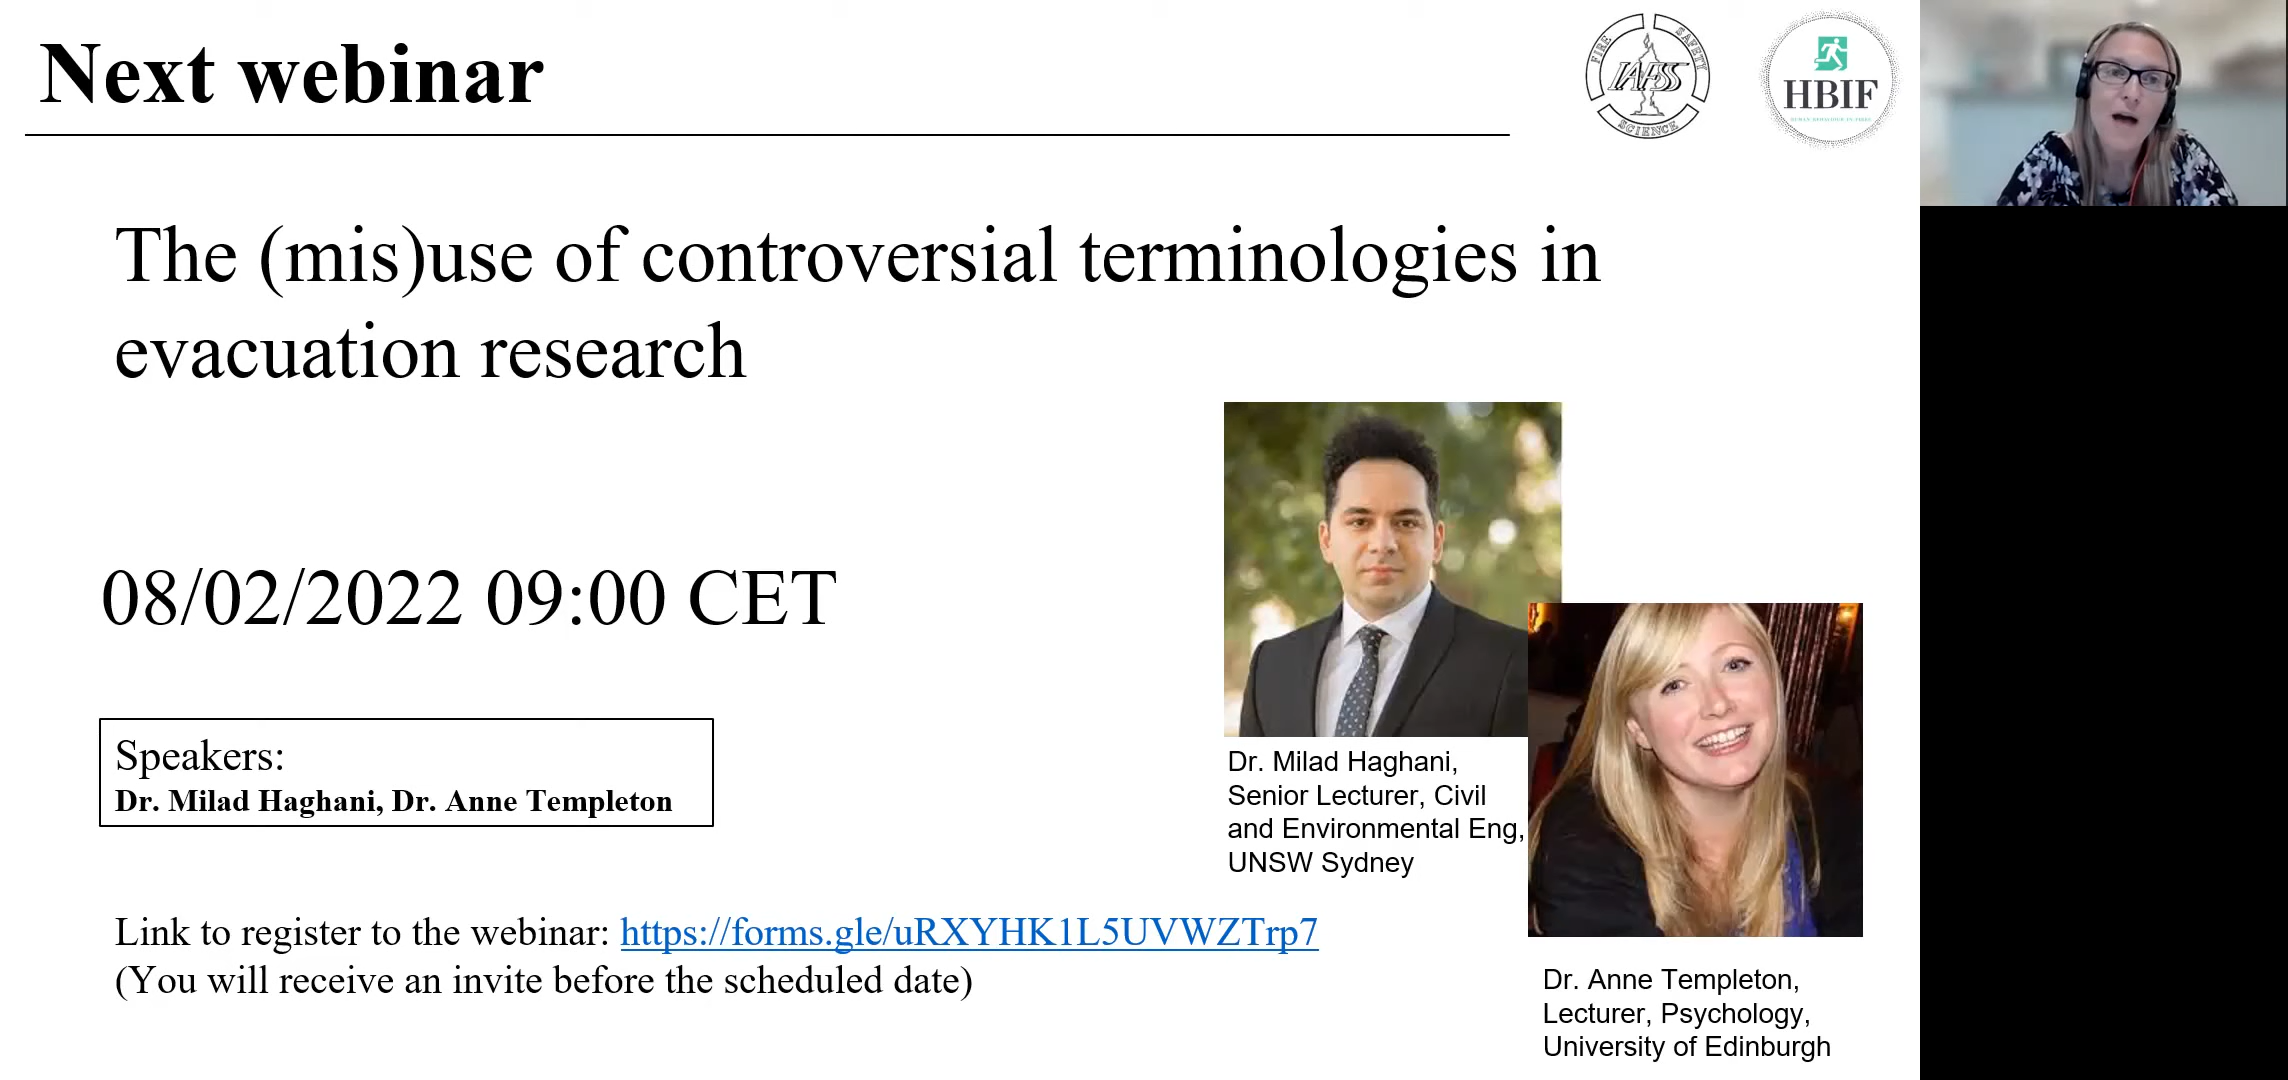 Next webinar
FIRE SAFETY
IAFSS
SCIENCE
HBIF
The (mis)use of controversial terminologies in
evacuation research
08/02/2022 09:00 CET
Speakers:
Dr. Milad Haghani, Dr. Anne Templeton
Dr. Milad Haghani,
Senior Lecturer, Civil
and Environmental Eng,
UNSW Sydney
Link to register to the webinar: https://forms.gle/uRXYHK1L5UVWZTrp7
(You will receive an invite before the scheduled date)
Dr. Anne Templeton,
Lecturer, Psychology,
University of Edinburgh